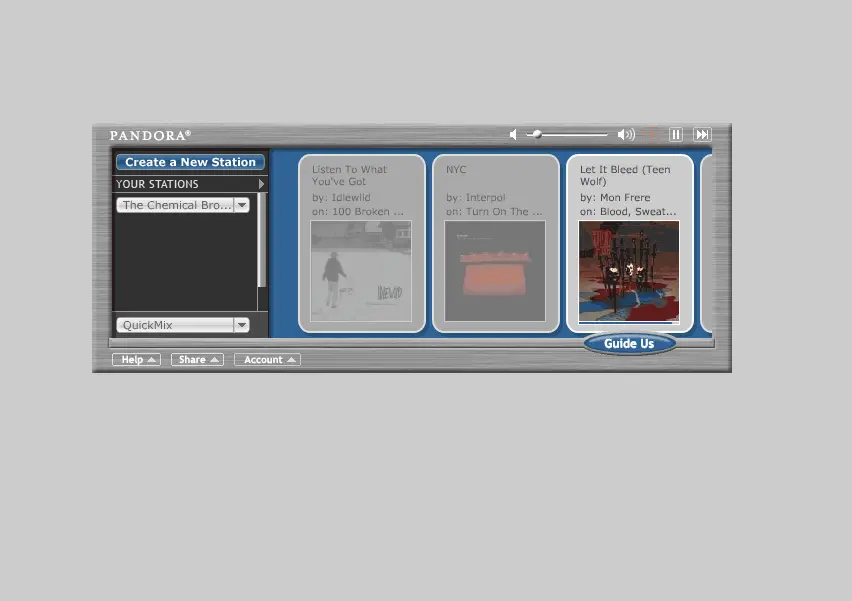 PANDORA®
Create a New Station
YOUR STATIONS
The Chemical Bro...
QuickMix
Listen To What
You've Got
by: Idlewild
on: 100 Broken ...
NYC
by: Interpol
on: Turn On The ...
Let It Bleed (Teen
Wolf)
by: Mon Frere
on: Blood, Sweat...
IDLEWILD
Guide Us
Help
Share
Account